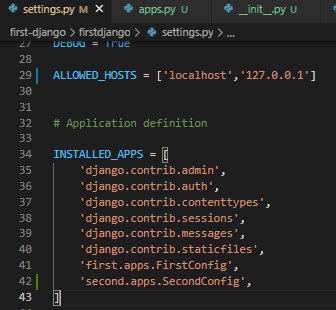 settings.py M apps.py __init__.py
first-django > firstdjango > settings.py > ...
27 DEBUG = True
28
29 ALLOWED_HOSTS = ['localhost','127.0.0.1']
30
31
32 # Application definition
33
34 INSTALLED_APPS = [
35 'django.contrib.admin',
36 'django.contrib.auth',
37 'django.contrib.contenttypes',
38 'django.contrib.sessions',
39 'django.contrib.messages',
40 'django.contrib.staticfiles',
41 'first.apps.FirstConfig',
42 'second.apps.SecondConfig',
43 ]